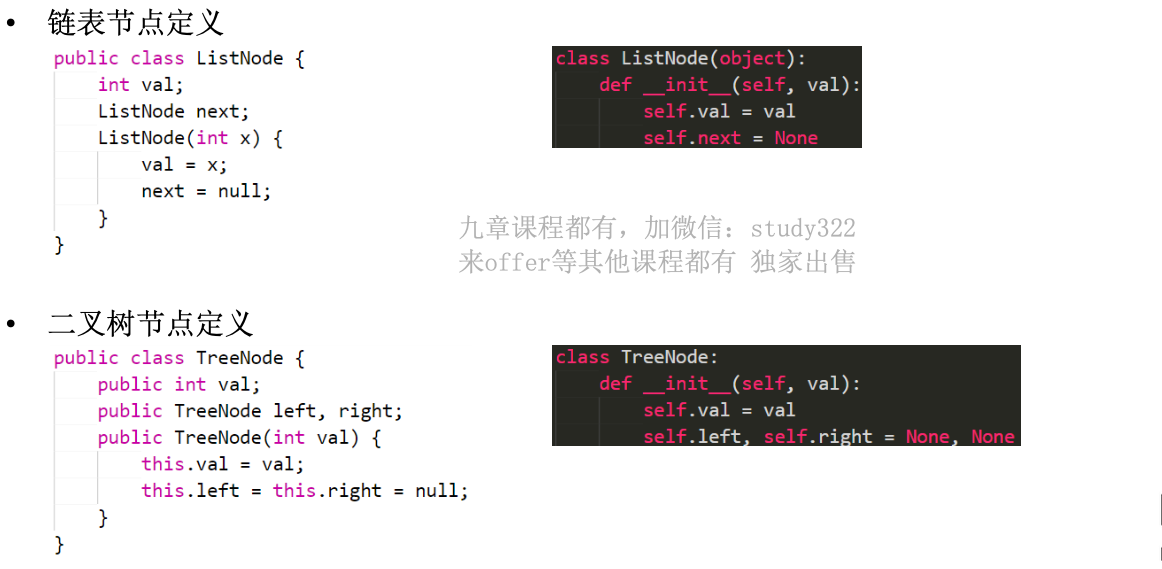 • 链表节点定义
public class ListNode {
    int val;
    ListNode next;
    ListNode(int x) {
        val = x;
        next = null;
    }
}
class ListNode(object):
    def __init__(self, val):
        self.val = val
        self.next = None
九章课程都有，加微信：study322
来offer等其他课程都有 独家出售
• 二叉树节点定义
public class TreeNode {
    public int val;
    public TreeNode left, right;
    public TreeNode(int val) {
        this.val = val;
        this.left = this.right = null;
    }
}
class TreeNode:
    def __init__(self, val):
        self.val = val
        self.left, self.right = None, None